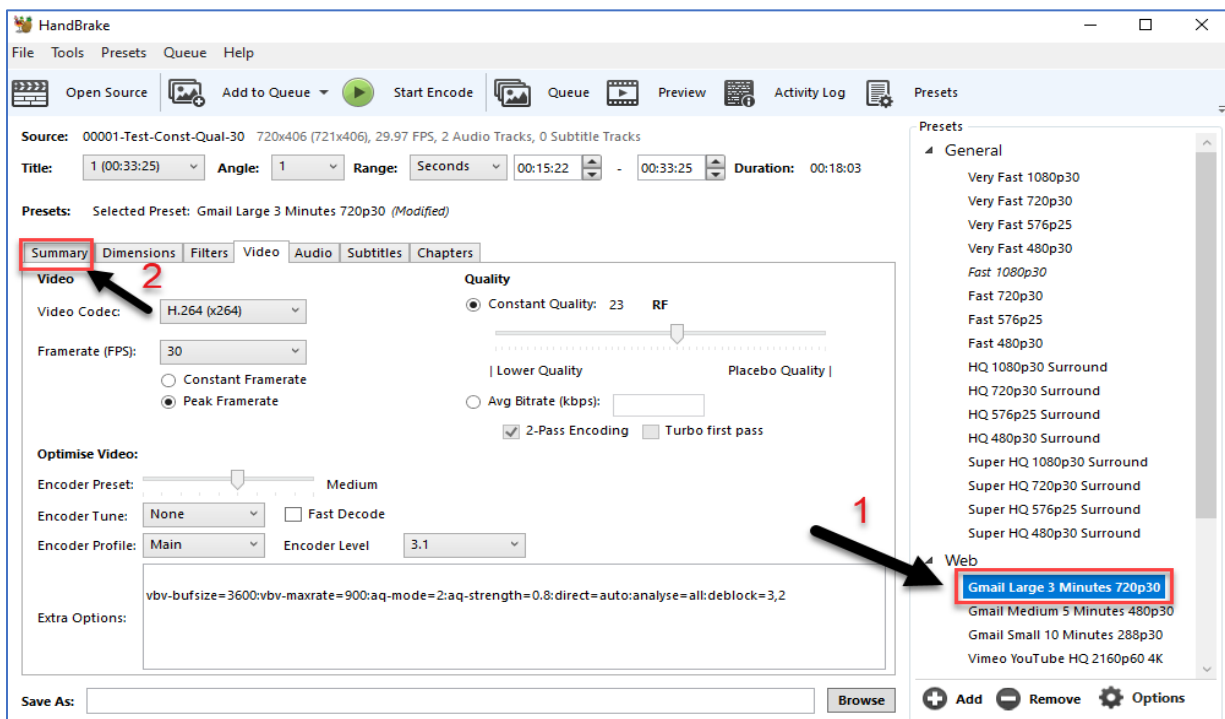 HandBrake
File Tools Presets Queue Help
Open Source Add to Queue Start Encode Queue Preview Activity Log Presets
Source: 00001-Test-Const-Qual-30 720x406 (721x406), 29.97 FPS, 2 Audio Tracks, 0 Subtitle Tracks
Title: 1 (00:33:25) Angle: 1 Range: Seconds 00:15:22 - 00:33:25 Duration: 00:18:03
Presets: Selected Preset: Gmail Large 3 Minutes 720p30 (Modified)
Summary Dimensions Filters Video Audio Subtitles Chapters
2
Video
Video Codec: H.264 (x264)
Framerate (FPS): 30
Constant Framerate
Peak Framerate
Quality
Constant Quality: 23 RF
| Lower Quality Placebo Quality |
Avg Bitrate (kbps):
2-Pass Encoding Turbo first pass
Optimise Video:
Encoder Preset: Medium
Encoder Tune: None Fast Decode
Encoder Profile: Main Encoder Level 3.1
Extra Options: vbv-bufsize=3600:vbv-maxrate=900:aq-mode=2:aq-strength=0.8:direct=auto:analyse=all:deblock=3,2
Save As: Browse
Presets
General
Very Fast 1080p30
Very Fast 720p30
Very Fast 576p25
Very Fast 480p30
Fast 1080p30
Fast 720p30
Fast 576p25
Fast 480p30
HQ 1080p30 Surround
HQ 720p30 Surround
HQ 576p25 Surround
HQ 480p30 Surround
Super HQ 1080p30 Surround
Super HQ 720p30 Surround
Super HQ 576p25 Surround
Super HQ 480p30 Surround
1
Web
Gmail Large 3 Minutes 720p30
Gmail Medium 5 Minutes 480p30
Gmail Small 10 Minutes 288p30
Vimeo YouTube HQ 2160p60 4K
Add Remove Options